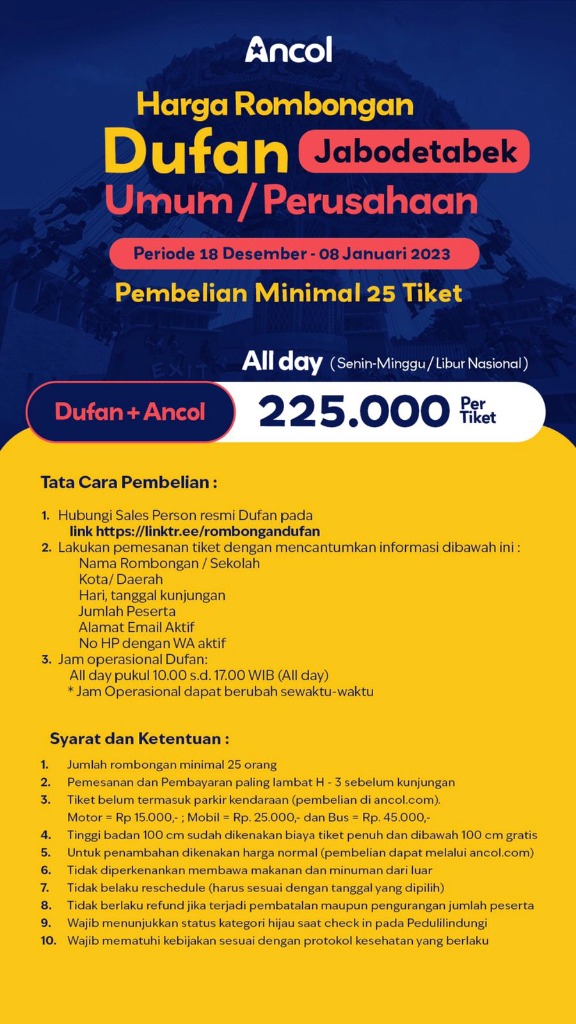 Ancol
Harga Rombongan
Dufan Jabodetabek
Umum / Perusahaan
Periode 18 Desember - 08 Januari 2023
Pembelian Minimal 25 Tiket
All day ( Senin-Minggu / Libur Nasional )
Dufan + Ancol 225.000 Per Tiket
EXIT
Tata Cara Pembelian :
1. Hubungi Sales Person resmi Dufan pada
link https://linktr.ee/rombongandufan
2. Lakukan pemesanan tiket dengan mencantumkan informasi dibawah ini :
Nama Rombongan / Sekolah
Kota/ Daerah
Hari, tanggal kunjungan
Jumlah Peserta
Alamat Email Aktif
No HP dengan WA aktif
3. Jam operasional Dufan:
All day pukul 10.00 s.d. 17.00 WIB (All day)
* Jam Operasional dapat berubah sewaktu-waktu
Syarat dan Ketentuan :
1. Jumlah rombongan minimal 25 orang
2. Pemesanan dan Pembayaran paling lambat H - 3 sebelum kunjungan
3. Tiket belum termasuk parkir kendaraan (pembelian di ancol.com).
Motor = Rp 15.000,- ; Mobil = Rp. 25.000,- dan Bus = Rp. 45.000,-
4. Tinggi badan 100 cm sudah dikenakan biaya tiket penuh dan dibawah 100 cm gratis
5. Untuk penambahan dikenakan harga normal (pembelian dapat melalui ancol.com)
6. Tidak diperkenankan membawa makanan dan minuman dari luar
7. Tidak belaku reschedule (harus sesuai dengan tanggal yang dipilih)
8. Tidak berlaku refund jika terjadi pembatalan maupun pengurangan jumlah peserta
9. Wajib menunjukkan status kategori hijau saat check in pada Pedulilindungi
10. Wajib mematuhi kebijakan sesuai dengan protokol kesehatan yang berlaku